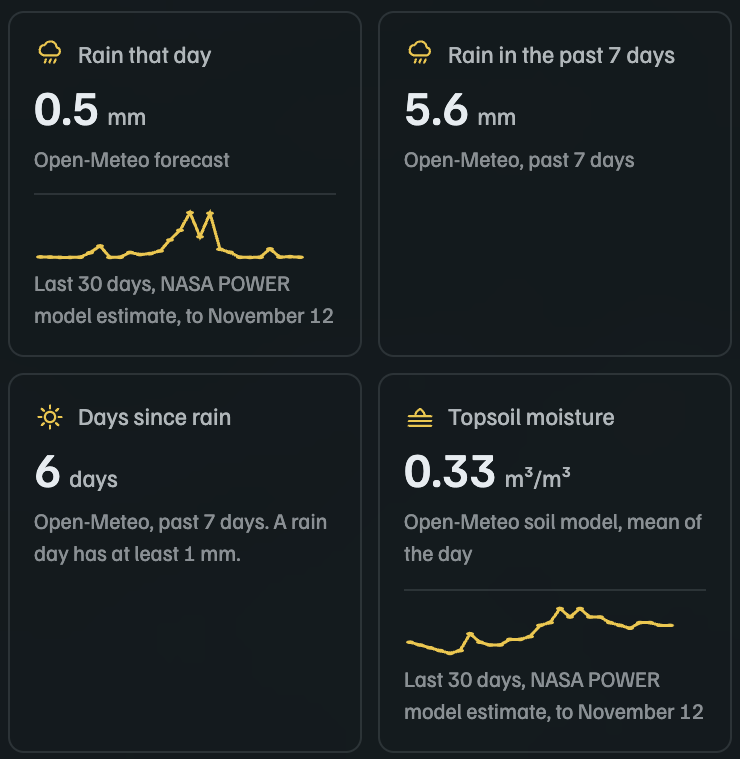 Rain that day
0.5 mm
Open-Meteo forecast
Last 30 days, NASA POWER
model estimate, to November 12
Rain in the past 7 days
5.6 mm
Open-Meteo, past 7 days
Days since rain
6 days
Open-Meteo, past 7 days. A rain
day has at least 1 mm.
Topsoil moisture
0.33 m³/m³
Open-Meteo soil model, mean of
the day
Last 30 days, NASA POWER
model estimate, to November 12